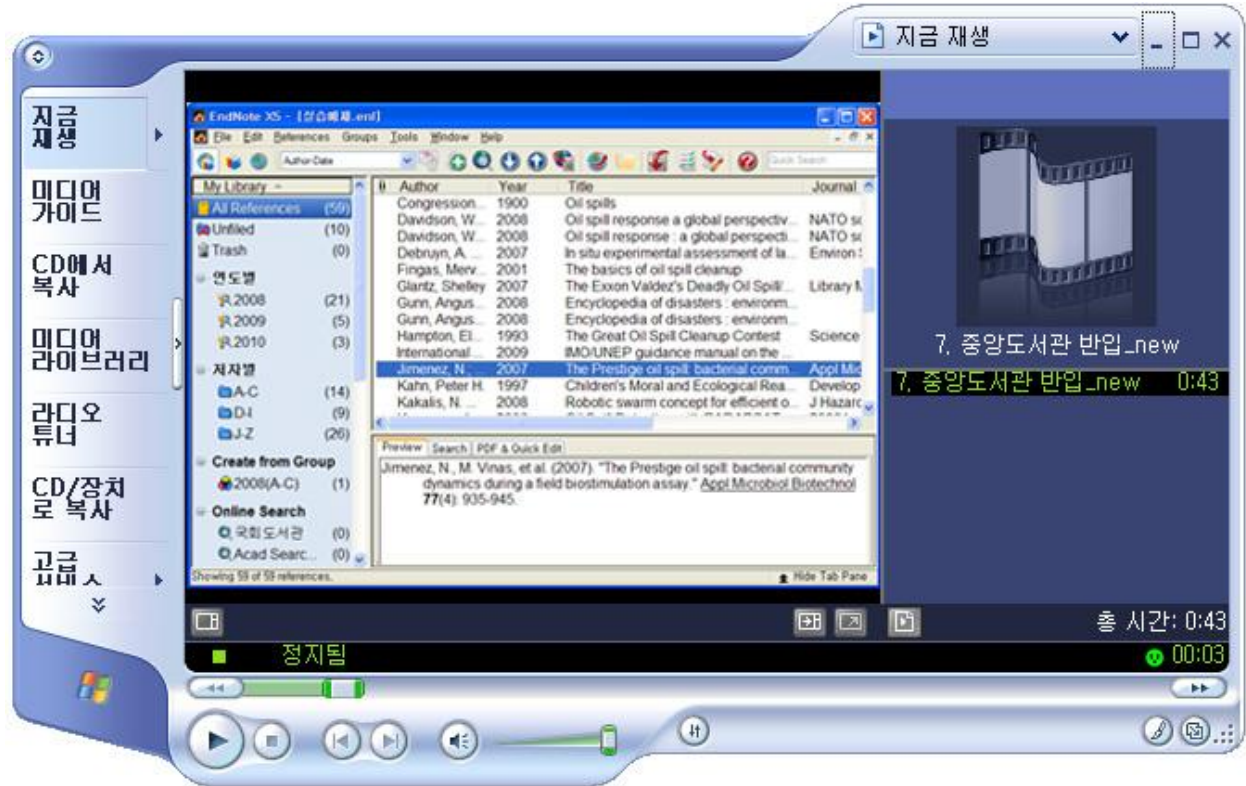 지금 재생
지금
재생
미디어
가이드
CD에서
복사
미디어
라이브러리
라디오
튜너
CD/장치
로 복사
고급
EndNote X5 - [실습예제.enl]
File Edit References Groups Tools Window Help
Author-Date
Quick Search
My Library
All References (59)
Unfiled (10)
Trash (0)
연도별
2008 (21)
2009 (5)
2010 (3)
저자별
A-C (14)
D-I (9)
J-Z (26)
Create from Group
2008(A-C) (1)
Online Search
국회도서관 (0)
Acad Searc... (0)
Author Year Title Journal
Congression... 1900 Oil spills
Davidson, W... 2008 Oil spill response a global perspectiv... NATO sc
Davidson, W... 2008 Oil spill response : a global perspecti... NATO sc
Debruyn, A. ... 2007 In situ experimental assessment of la... Environ
Fingas, Merv... 2001 The basics of oil spill cleanup
Glantz, Shelley 2007 The Exxon Valdez's Deadly Oil Spill/... Library
Gunn, Angus... 2008 Encyclopedia of disasters : environm...
Gunn, Angus... 2008 Encyclopedia of disasters : environm...
Hampton, El... 1993 The Great Oil Spill Cleanup Contest Science
International... 2009 IMO/UNEP guidance manual on the ...
Jimenez, N., ... 2007 The Prestige oil spill: bacterial comm... Appl Mic
Kahn, Peter H. 1997 Children's Moral and Ecological Rea... Develop
Kakalis, N. ... 2008 Robotic swarm concept for efficient o... J Hazarc
Preview Search PDF & Quick Edit
Jimenez, N., M. Vinas, et al. (2007). "The Prestige oil spill: bacterial community
dynamics during a field biostimulation assay." Appl Microbiol Biotechnol
77(4): 935-945.
Showing 59 of 59 references.
Hide Tab Pane
7. 중앙도서관 반입_new
7. 중앙도서관 반입_new 0:43
총 시간: 0:43
정지됨
00:03